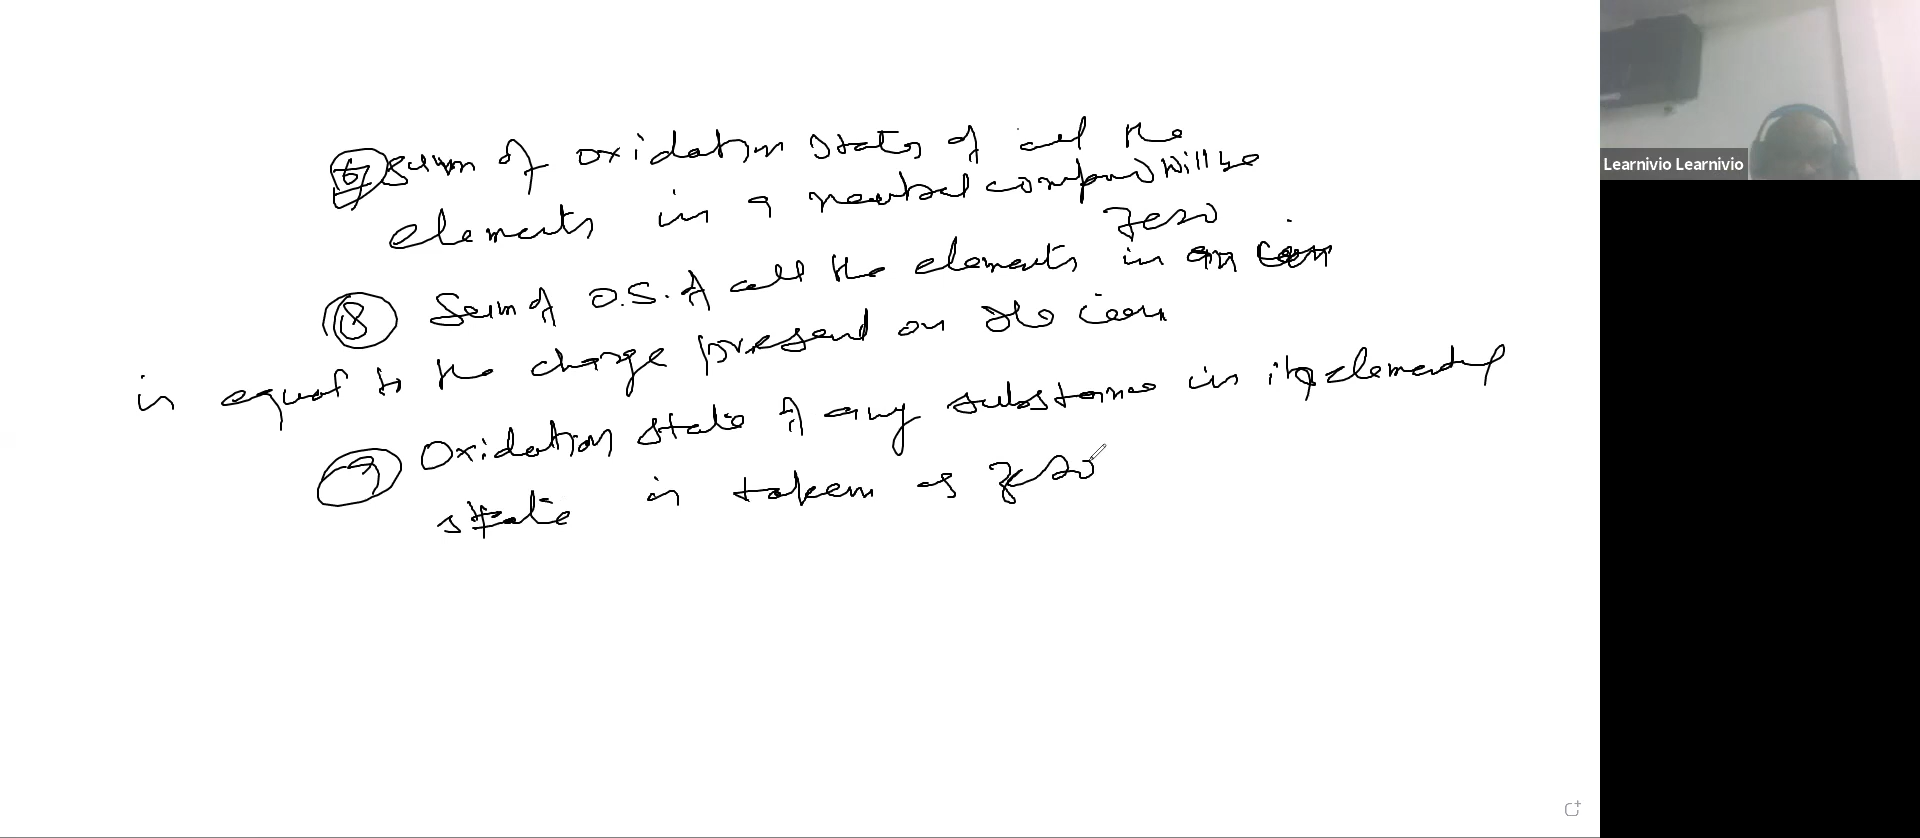 ⑦ Sum of oxidation states of all the
elements in a neutral compound will be
zero
⑧ Sum of O.S. of all the elements in an ion
is equal to the charge present on the ion
⑨ Oxidation state of any substance in its elementary
state is taken as zero
Learnivio Learnivio